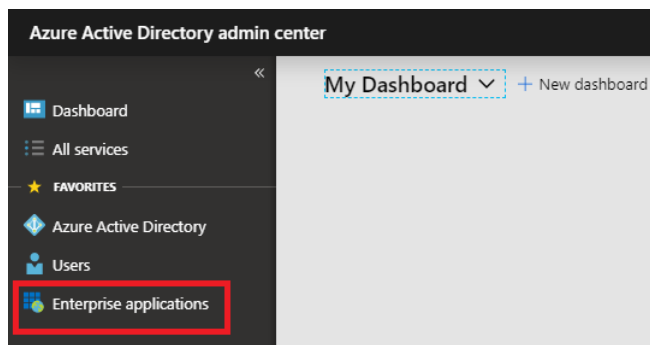 Azure Active Directory admin center
«
My Dashboard + New dashboard
Dashboard
All services
FAVORITES
Azure Active Directory
Users
Enterprise applications